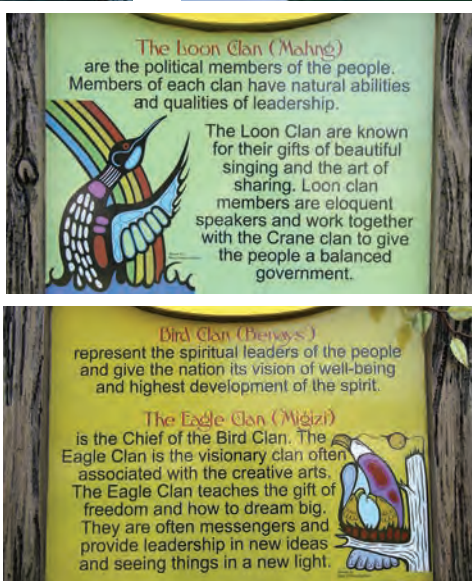 The Loon Clan (Mahng)
are the political members of the people.
Members of each clan have natural abilities
and qualities of leadership.
The Loon Clan are known
for their gifts of beautiful
singing and the art of
sharing. Loon clan
members are eloquent
speakers and work together
with the Crane clan to give
the people a balanced
government.
Bird Clan (Benays)
represent the spiritual leaders of the people
and give the nation its vision of well-being
and highest development of the spirit.
The Eagle Clan (Migizi)
is the Chief of the Bird Clan. The
Eagle Clan is the visionary clan often
associated with the creative arts.
The Eagle Clan teaches the gift of
freedom and how to dream big.
They are often messengers and
provide leadership in new ideas
and seeing things in a new light.